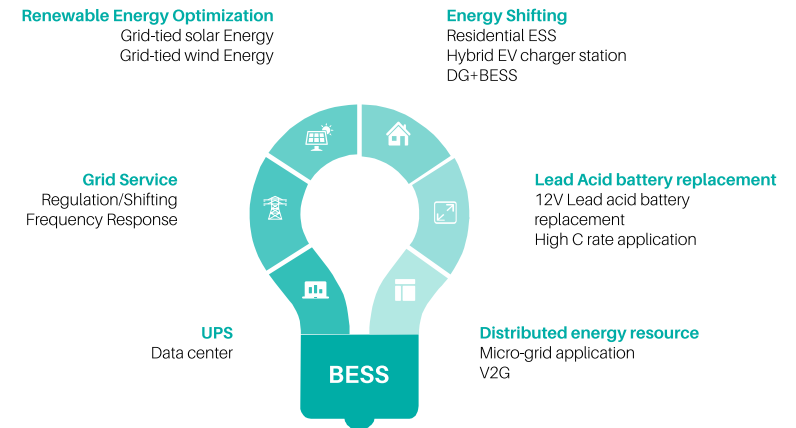 Renewable Energy Optimization
Grid-tied solar Energy
Grid-tied wind Energy
Energy Shifting
Residential ESS
Hybrid EV charger station
DG+BESS
Grid Service
Regulation/Shifting
Frequency Response
Lead Acid battery replacement
12V Lead acid battery
replacement
High C rate application
UPS
Data center
Distributed energy resource
Micro-grid application
V2G
BESS